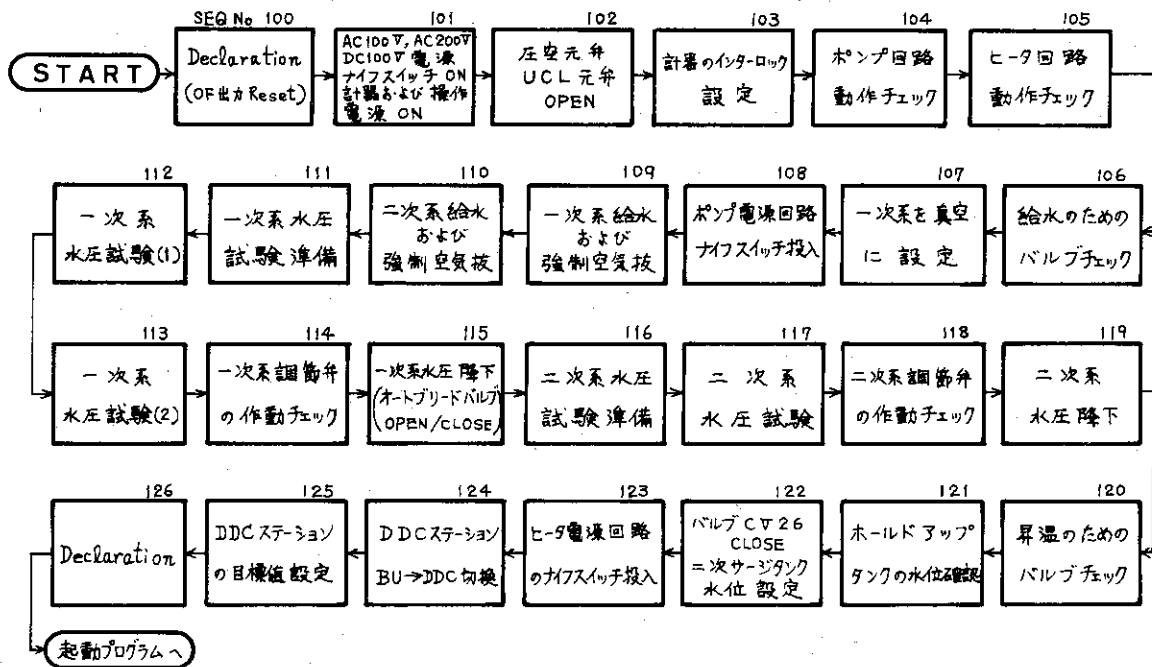 SEQ No 100
START
Declaration
(OF出力Reset)
101
AC100V, AC200V
DC100V 電源
ナイフスイッチ ON
計器および操作
電源 ON
102
圧空元弁
UCL元弁
OPEN
103
計器のインターロック
設定
104
ポンプ回路
動作チェック
105
ヒータ回路
動作チェック
106
給水のための
バルブチェック
107
一次系を真空
に設定
108
ポンプ電源回路
ナイフスイッチ投入
109
一次系給水
および
強制空気抜
110
二次系給水
および
強制空気抜
111
一次系水圧
試験準備
112
一次系
水圧試験(1)
113
一次系
水圧試験(2)
114
一次系調節弁
の作動チェック
115
一次系水圧降下
(オートブリードバルブ
OPEN/CLOSE)
116
二次系水圧
試験準備
117
二次系
水圧試験
118
二次系調節弁
の作動チェック
119
二次系
水圧降下
120
昇温のための
バルブチェック
121
ホールドアップ
タンクの水位確認
122
バルブCV26
CLOSE
二次サージタンク
水位設定
123
ヒータ電源回路
のナイフスイッチ投入
124
DDCステーション
BU→DDC切換
125
DDCステーション
の目標値設定
126
Declaration
起動プログラムへ